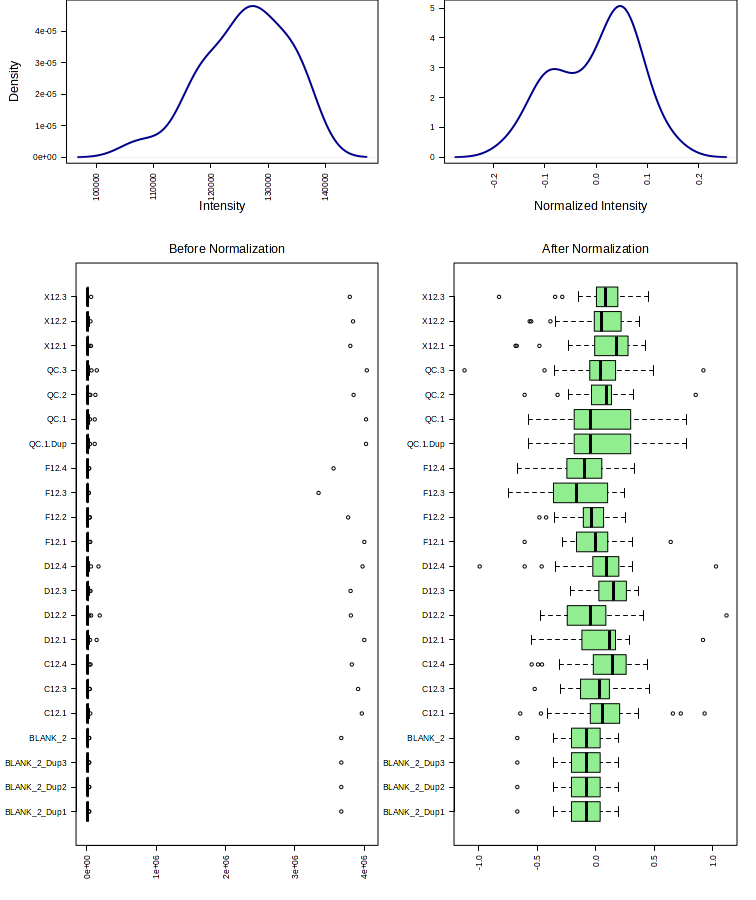 4e-05
3e-05
2e-05
1e-05
0e+00
Density
100000
110000
120000
130000
140000
Intensity
5
4
3
2
1
0
-0.2
-0.1
0.0
0.1
0.2
Normalized Intensity
Before Normalization
X12.3
X12.2
X12.1
QC.3
QC.2
QC.1
QC.1.Dup
F12.4
F12.3
F12.2
F12.1
D12.4
D12.3
D12.2
D12.1
C12.4
C12.3
C12.1
BLANK_2
BLANK_2_Dup3
BLANK_2_Dup2
BLANK_2_Dup1
0e+00
1e+06
2e+06
3e+06
4e+06
After Normalization
X12.3
X12.2
X12.1
QC.3
QC.2
QC.1
QC.1.Dup
F12.4
F12.3
F12.2
F12.1
D12.4
D12.3
D12.2
D12.1
C12.4
C12.3
C12.1
BLANK_2
BLANK_2_Dup3
BLANK_2_Dup2
BLANK_2_Dup1
-1.0
-0.5
0.0
0.5
1.0